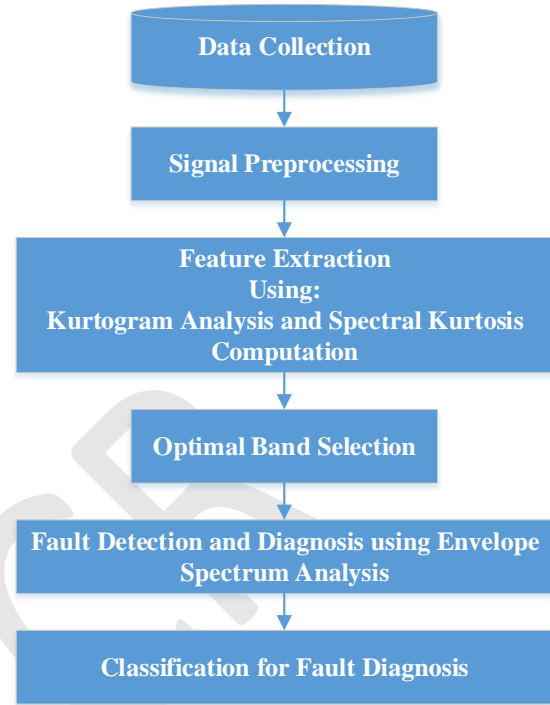 Data Collection
Signal Preprocessing
Feature Extraction
Using:
Kurtogram Analysis and Spectral Kurtosis
Computation
Optimal Band Selection
Fault Detection and Diagnosis using Envelope
Spectrum Analysis
Classification for Fault Diagnosis